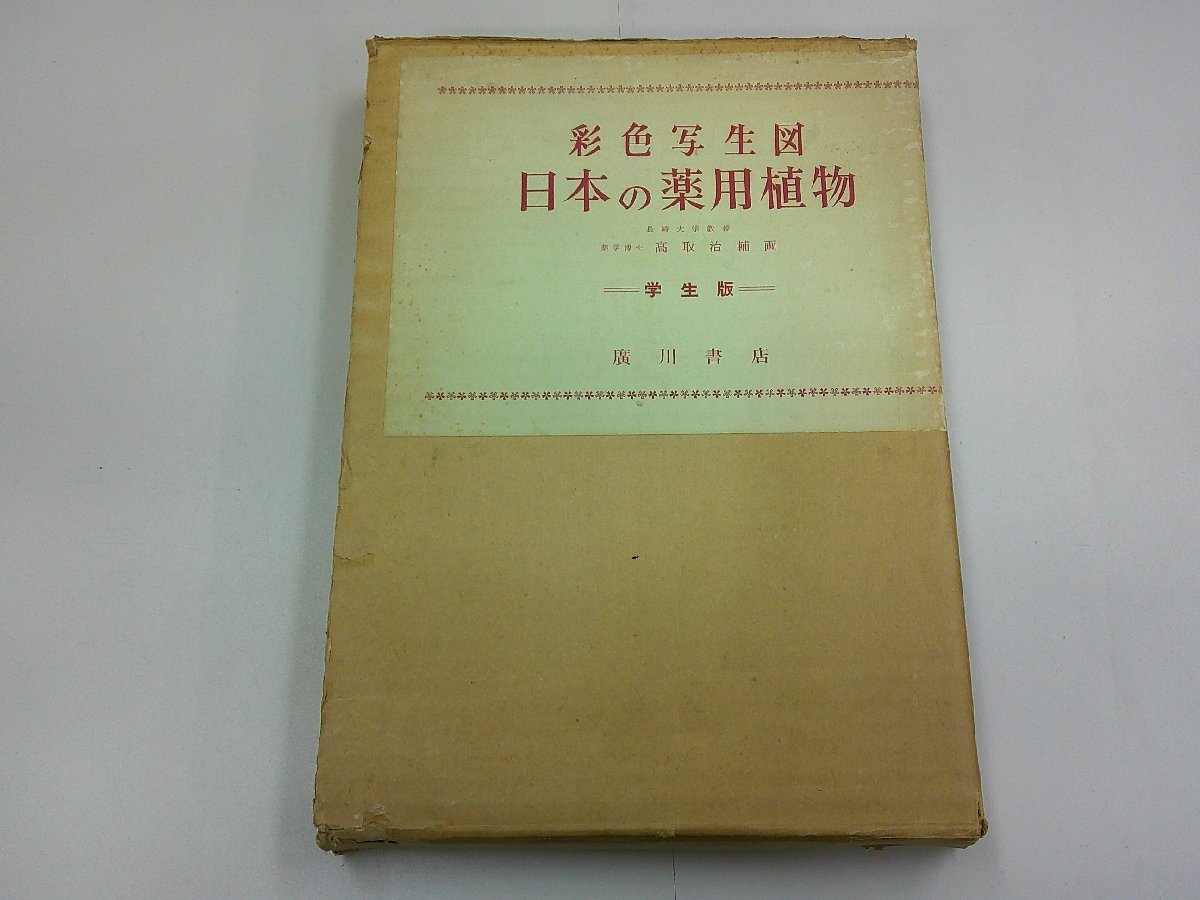 彩色写生図
日本の薬用植物
長崎大学教授
薬学博士 高取治輔画
学生版
廣川書店